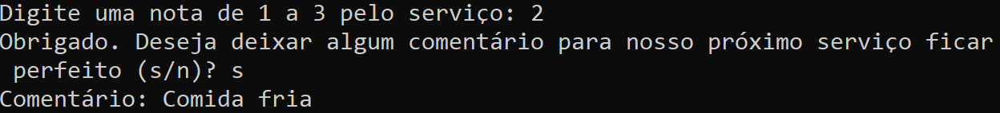 Digite uma nota de 1 a 3 pelo serviço: 2
Obrigado. Deseja deixar algum comentário para nosso próximo serviço ficar
perfeito (s/n)? s
Comentário: Comida fria